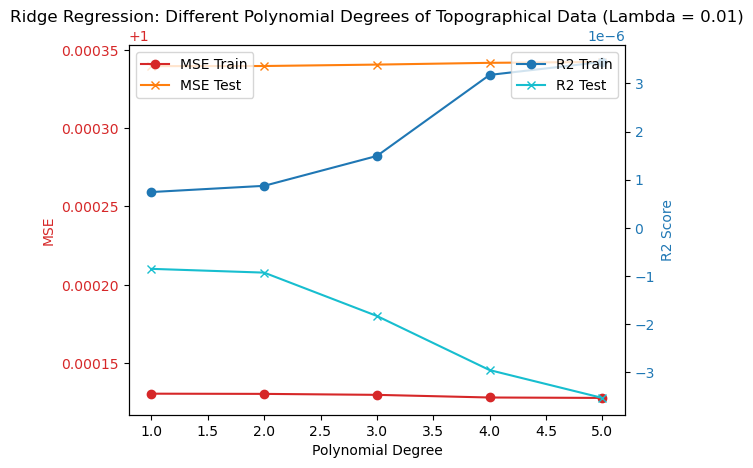 Ridge Regression: Different Polynomial Degrees of Topographical Data (Lambda = 0.01)
+1
1e−6
0.00035
0.00030
0.00025
0.00020
0.00015
MSE
MSE Train
MSE Test
R2 Train
R2 Test
3
2
1
0
−1
−2
−3
R2 Score
1.0 1.5 2.0 2.5 3.0 3.5 4.0 4.5 5.0
Polynomial Degree